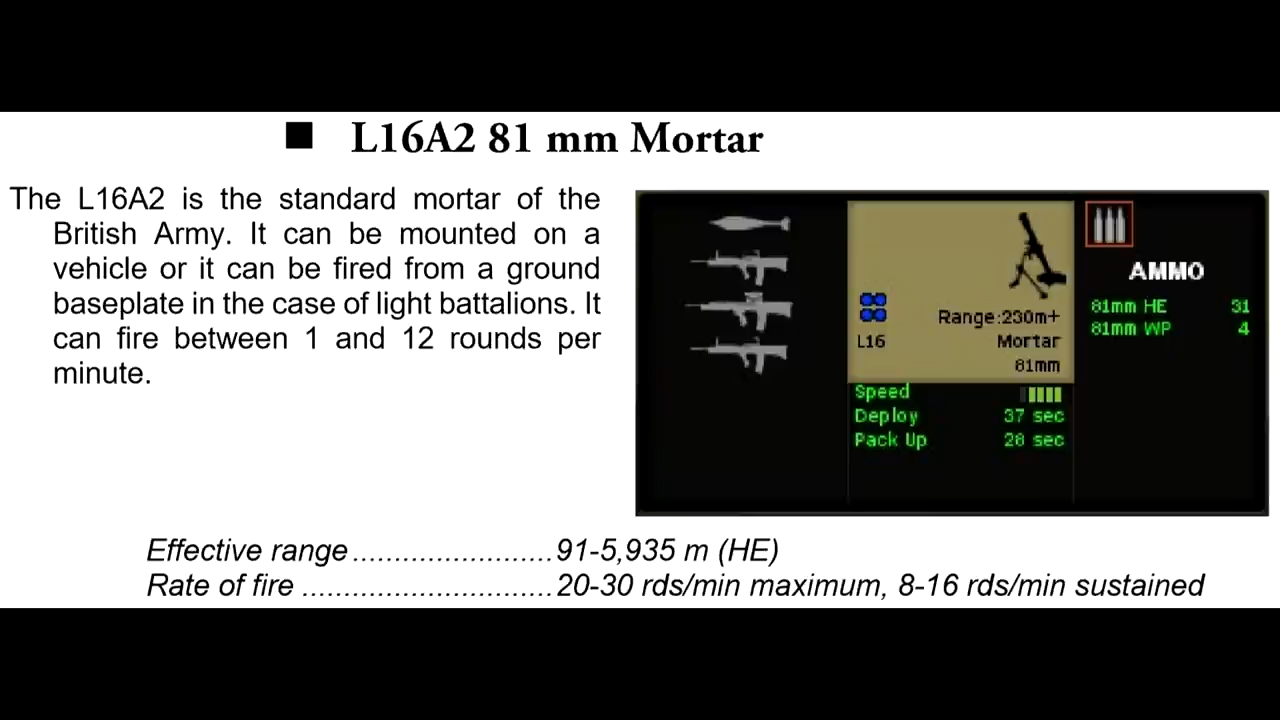 ■ L16A2 81 mm Mortar
The L16A2 is the standard mortar of the
British Army. It can be mounted on a
vehicle or it can be fired from a ground
baseplate in the case of light battalions. It
can fire between 1 and 12 rounds per
minute.
Range:230m+
L16 Mortar
81mm
Speed
Deploy 37 sec
Pack Up 28 sec
AMMO
81mm HE 31
81mm WP 4
Effective range........................91-5,935 m (HE)
Rate of fire ..............................20-30 rds/min maximum, 8-16 rds/min sustained